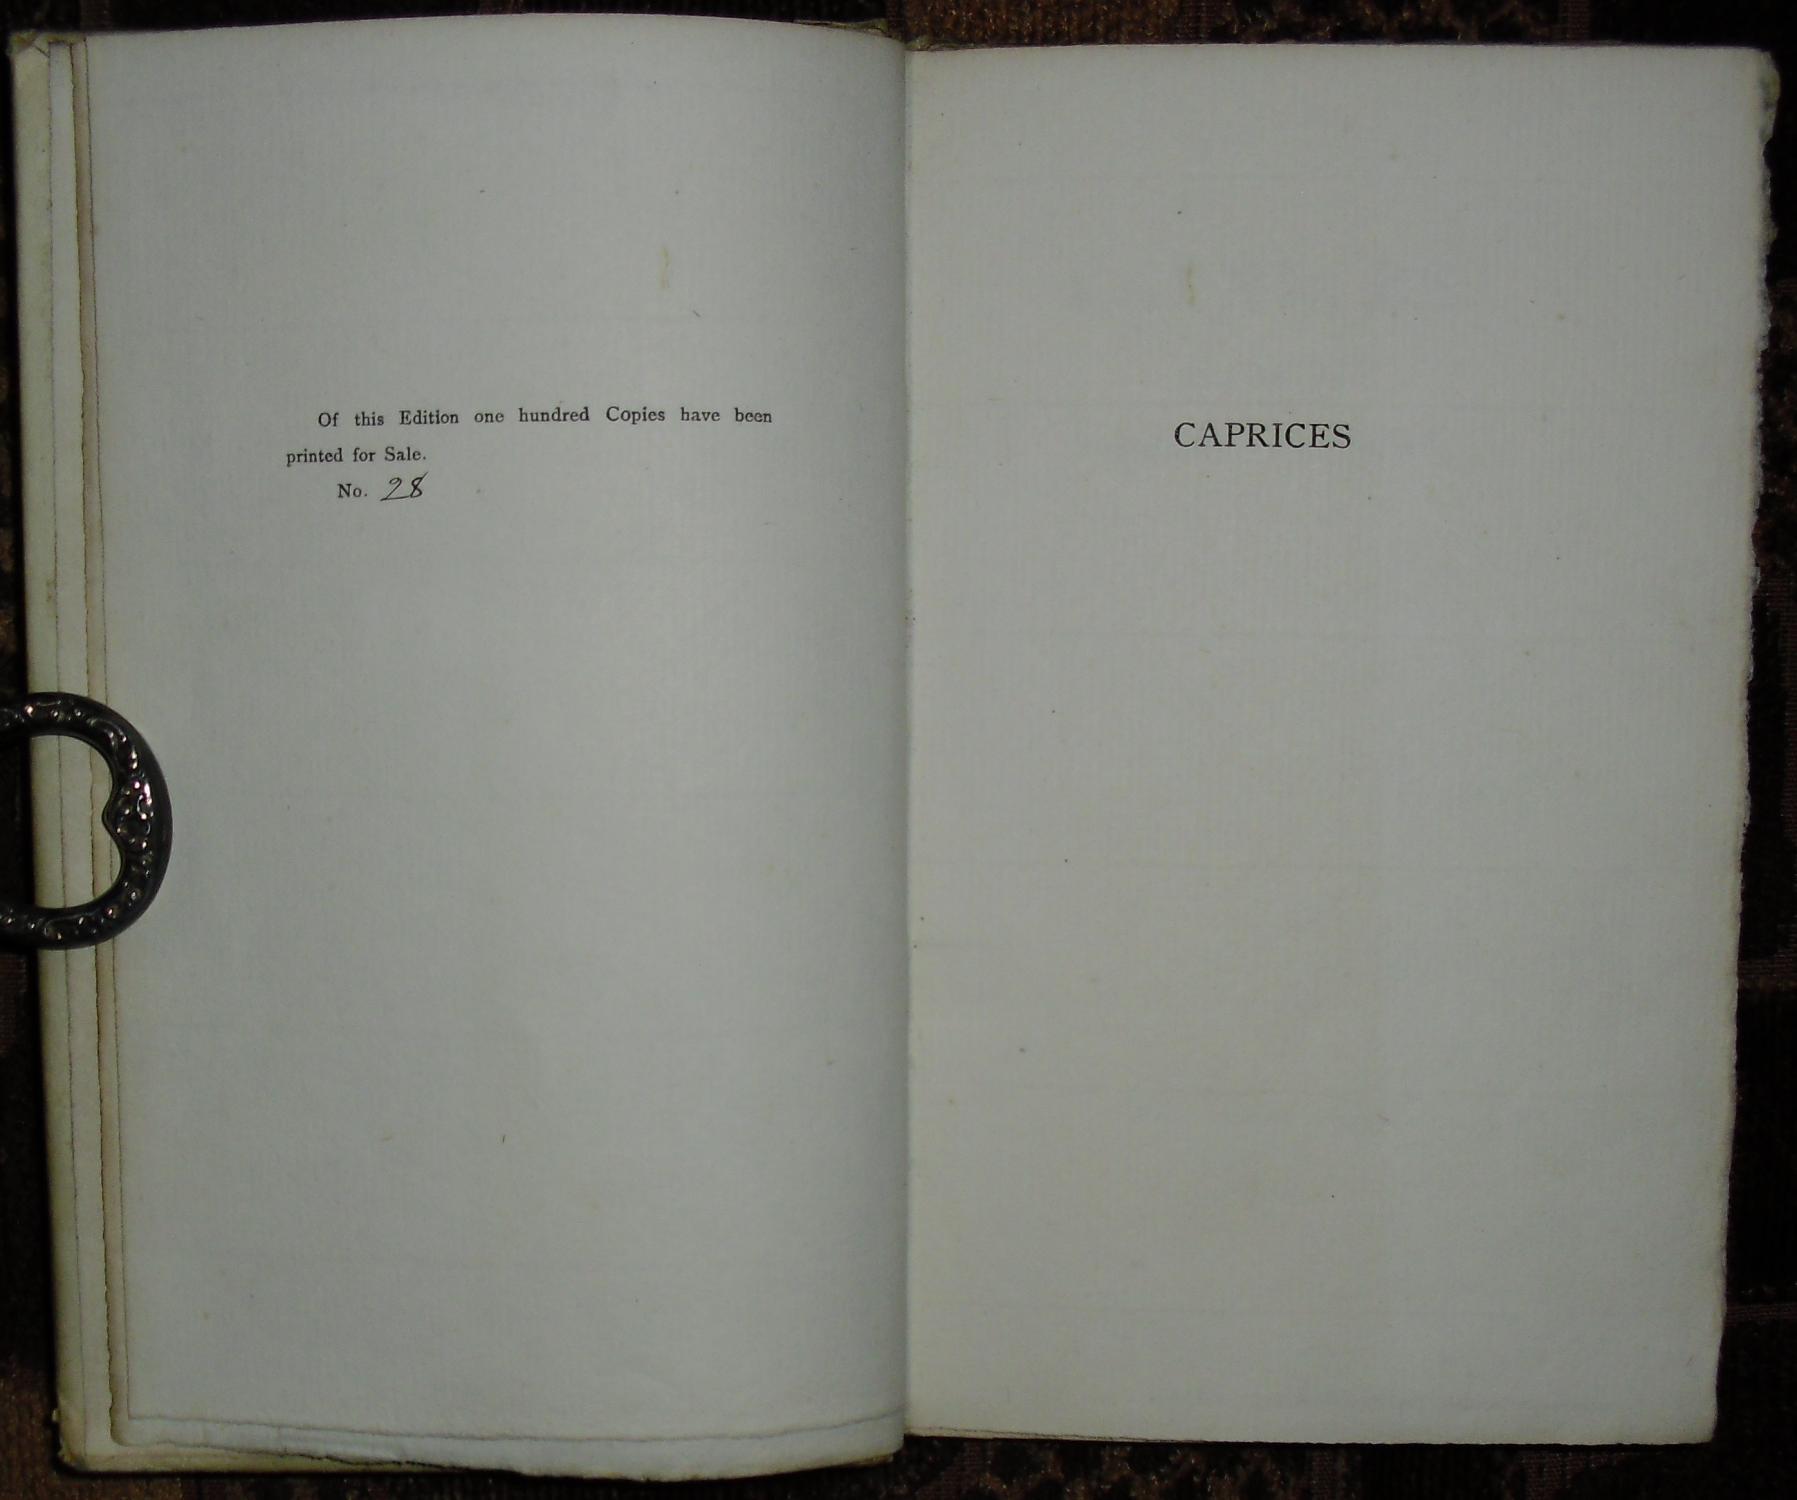 Of this Edition one hundred Copies have been
printed for Sale.
No. 28
CAPRICES